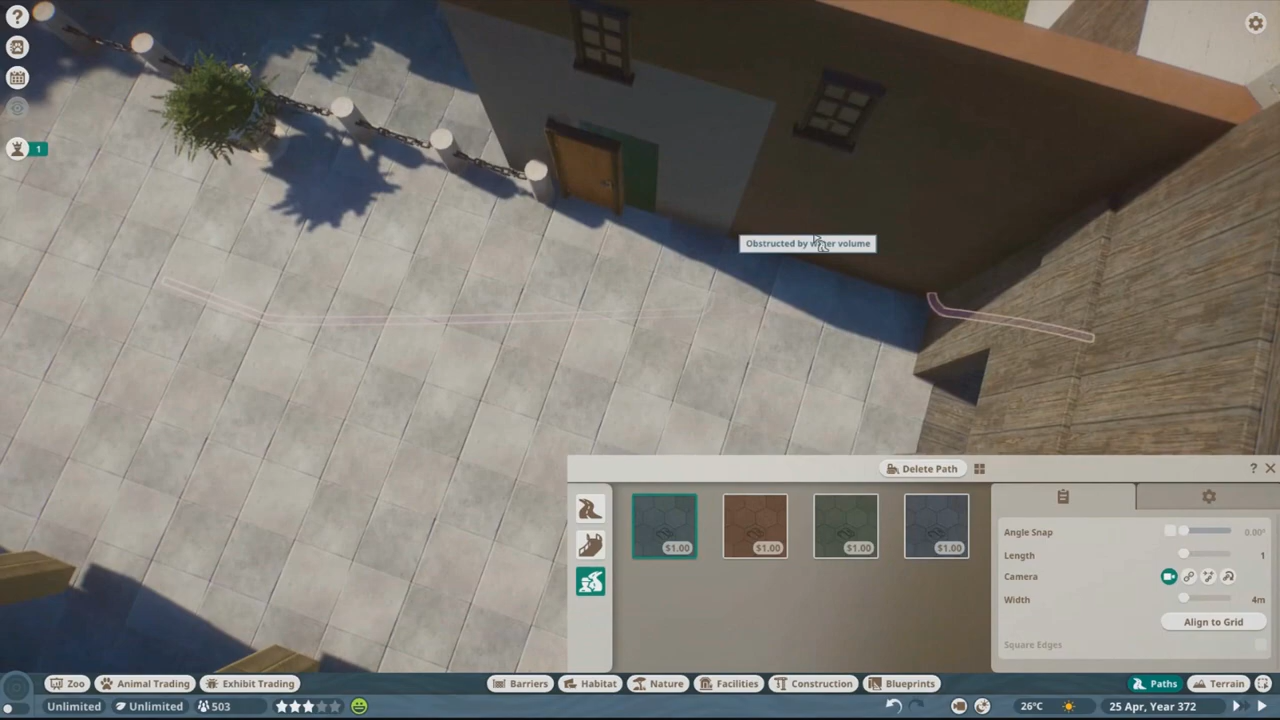 ?
1
Obstructed by water volume
Delete Path
?
$1.00
$1.00
$1.00
$1.00
Angle Snap
0.00°
Length
1
Camera
Width
4m
Align to Grid
Square Edges
Zoo
Animal Trading
Exhibit Trading
Barriers
Habitat
Nature
Facilities
Construction
Blueprints
Paths
Terrain
Unlimited
Unlimited
503
26°C
25 Apr, Year 372